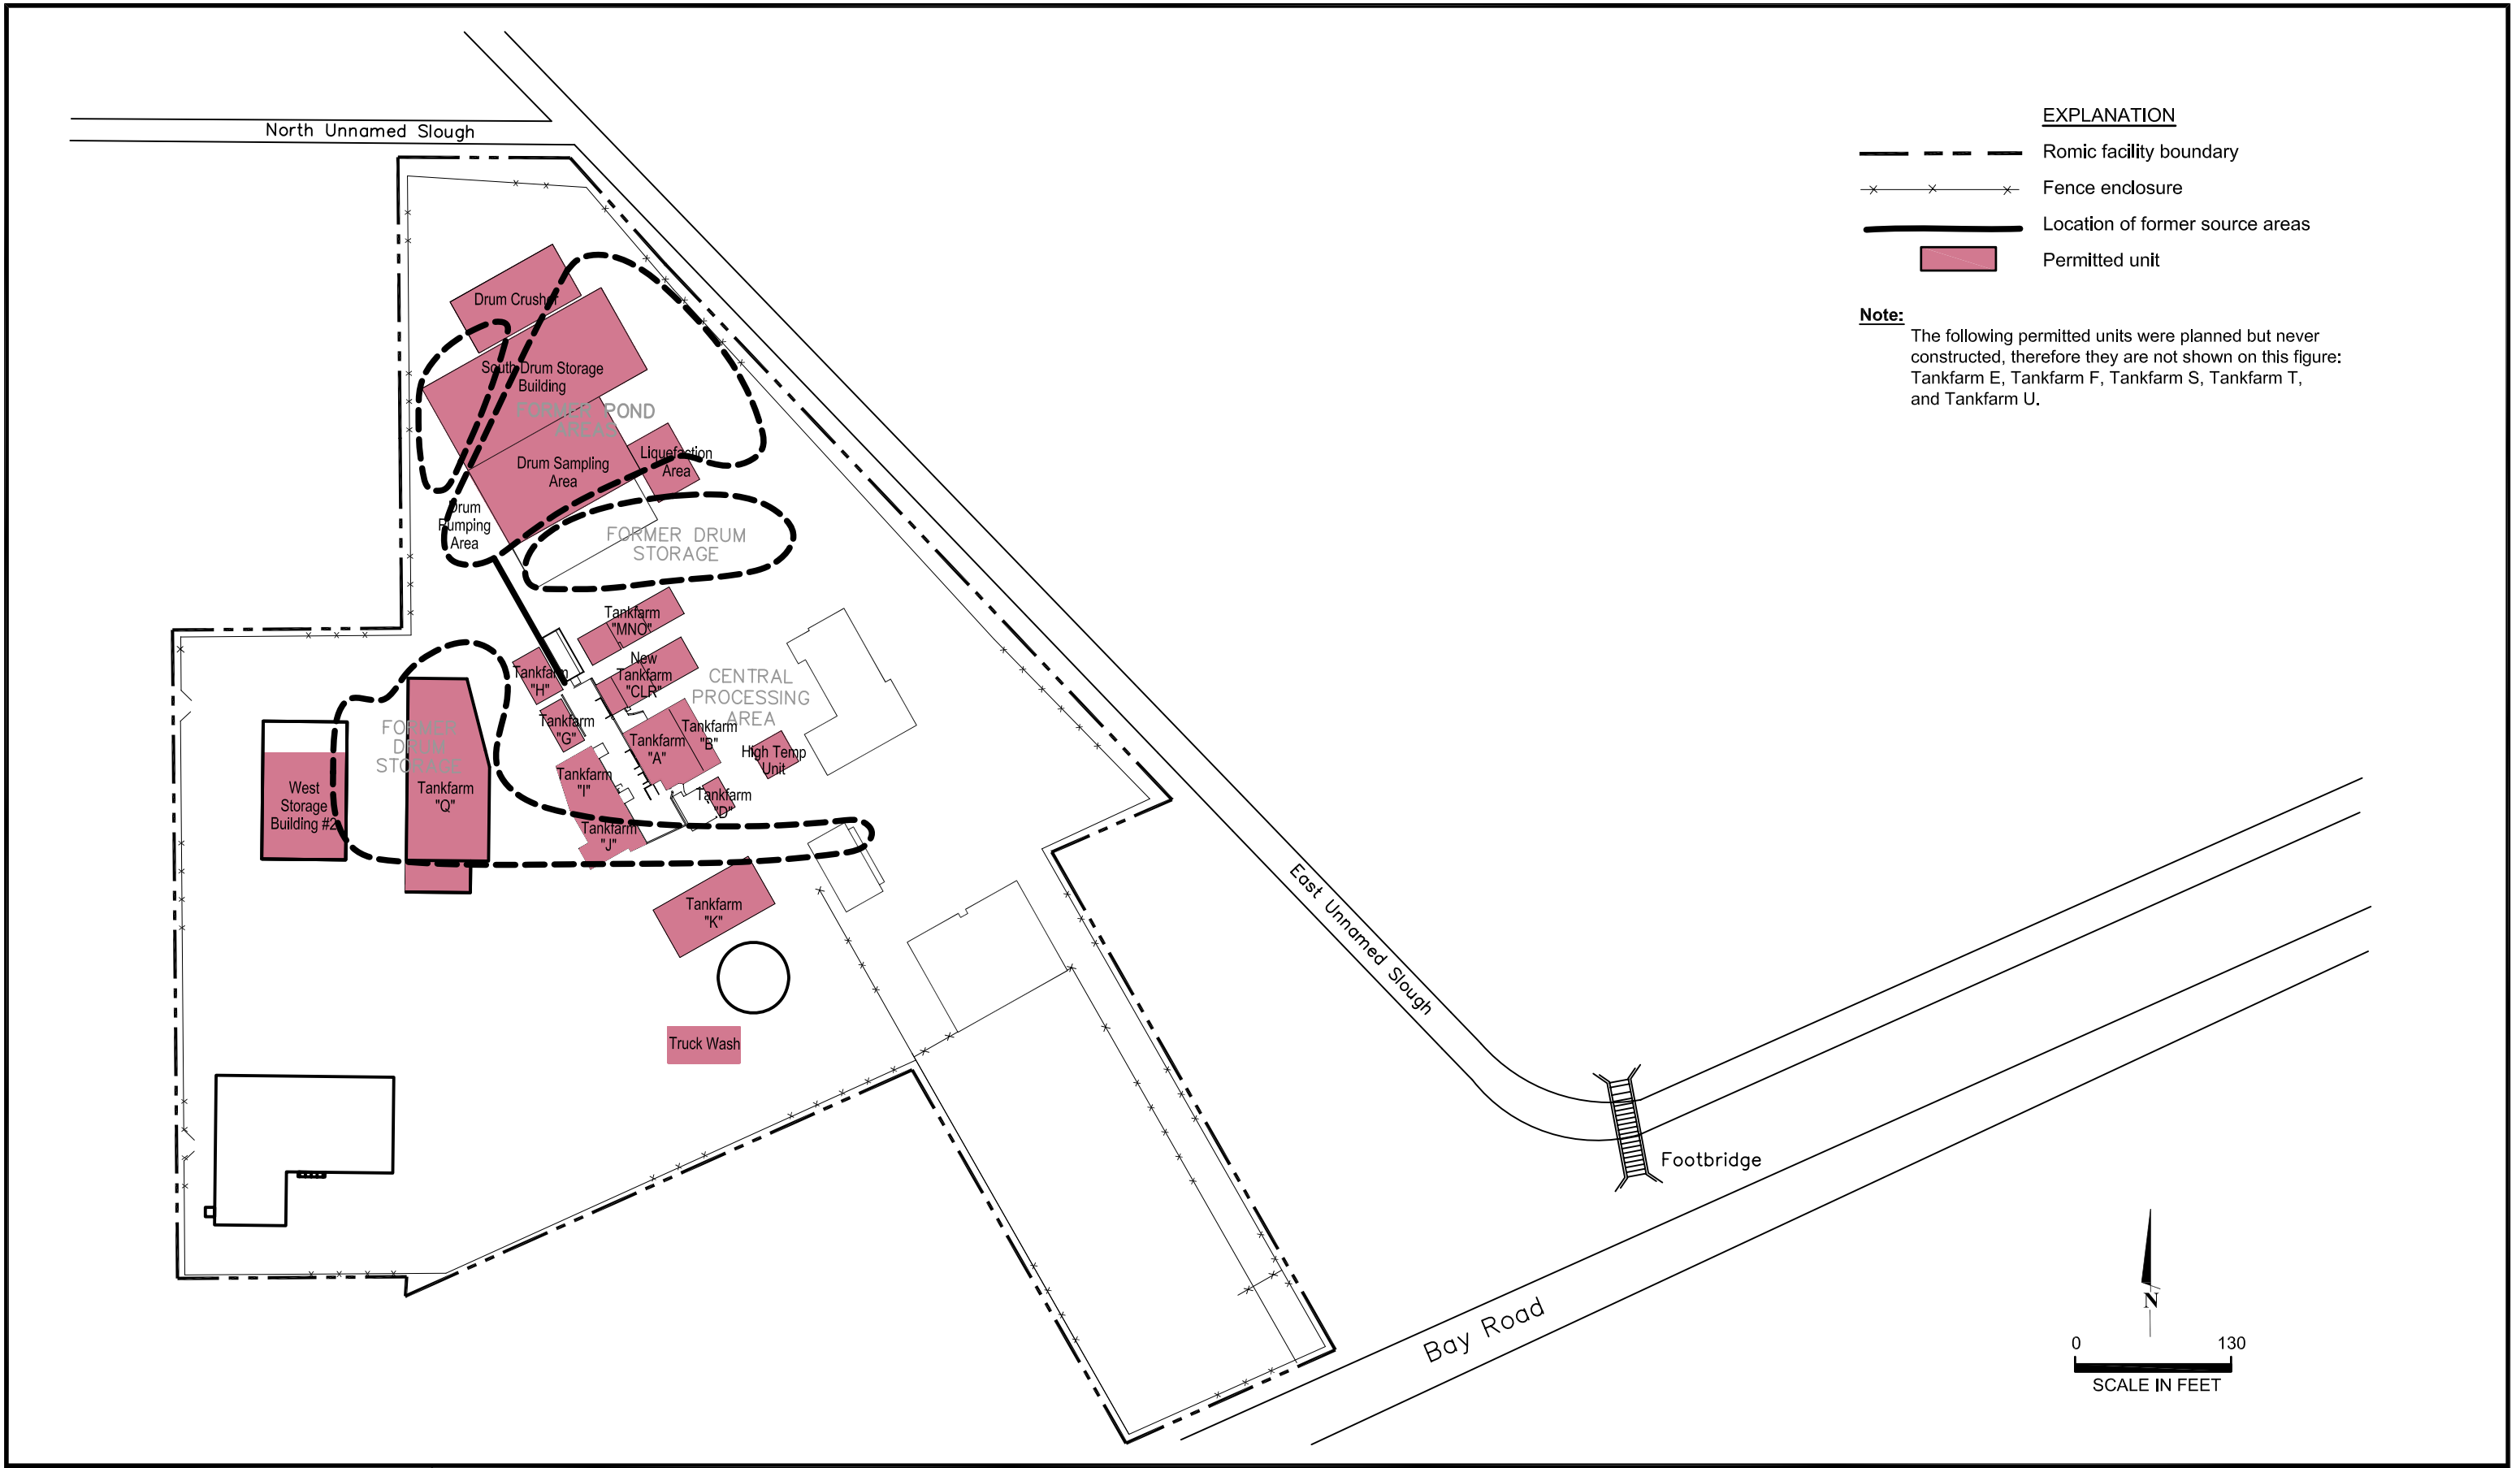 North Unnamed Slough
EXPLANATION
Romic facility boundary
Fence enclosure
Location of former source areas
Permitted unit
Note:
The following permitted units were planned but never
constructed, therefore they are not shown on this figure:
Tankfarm E, Tankfarm F, Tankfarm S, Tankfarm T,
and Tankfarm U.
Drum Crusher
South Drum Storage
Building
FORMER POND
AREAS
Liquefaction
Area
Drum Sampling
Area
Drum
Pumping
Area
FORMER DRUM
STORAGE
Tankfarm
"MNO"
New
Tankfarm
"CLR"
Tankfarm
"H"
CENTRAL
PROCESSING
AREA
Tankfarm
"G"
Tankfarm
"B"
Tankfarm
"A"
High Temp
Unit
FORMER
DRUM
STORAGE
Tankfarm
"I"
Tankfarm
"D"
West
Storage
Building #2
Tankfarm
"Q"
Tankfarm
"J"
Tankfarm
"K"
Truck Wash
East Unnamed Slough
Footbridge
Bay Road
N
0 130
SCALE IN FEET